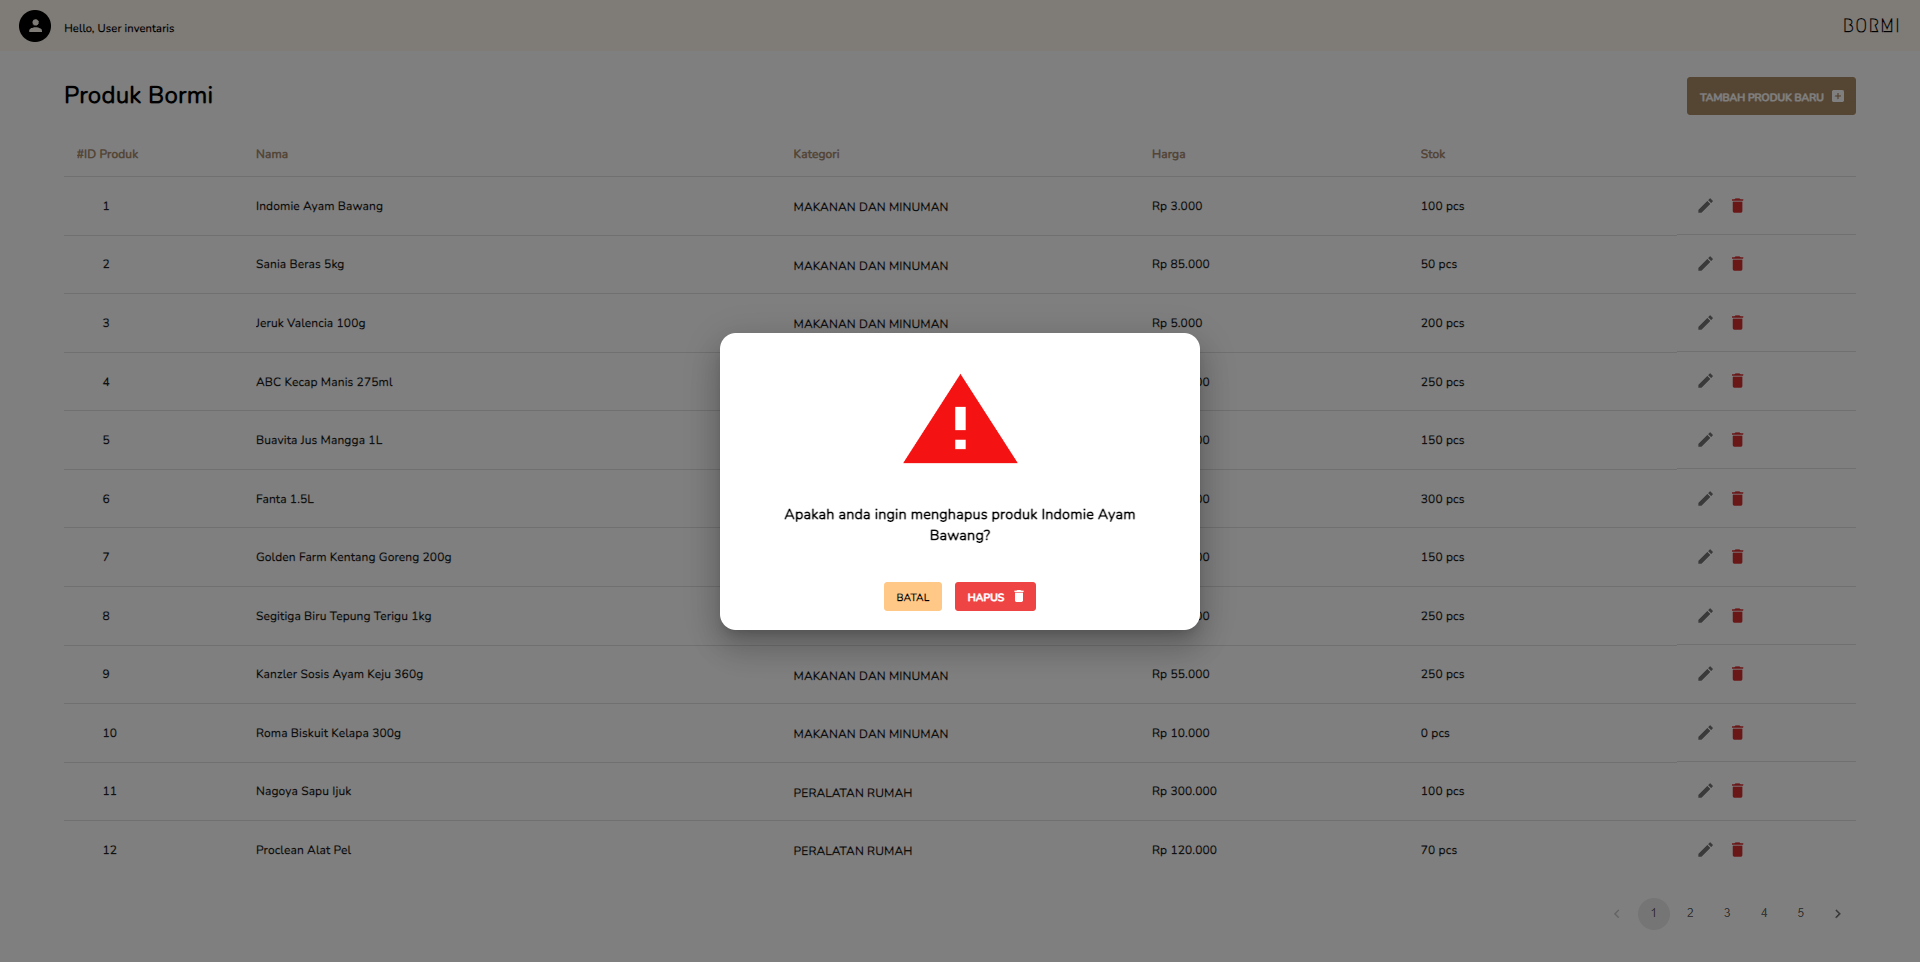 Hello, User inventaris
BORMI
Produk Bormi
TAMBAH PRODUK BARU
#ID Produk Nama Kategori Harga Stok
1 Indomie Ayam Bawang MAKANAN DAN MINUMAN Rp 3.000 100 pcs
2 Sania Beras 5kg MAKANAN DAN MINUMAN Rp 85.000 50 pcs
3 Jeruk Valencia 100g MAKANAN DAN MINUMAN Rp 5.000 200 pcs
4 ABC Kecap Manis 275ml 250 pcs
5 Buavita Jus Mangga 1L 150 pcs
6 Fanta 1.5L 300 pcs
7 Golden Farm Kentang Goreng 200g 150 pcs
8 Segitiga Biru Tepung Terigu 1kg 250 pcs
9 Kanzler Sosis Ayam Keju 360g MAKANAN DAN MINUMAN Rp 55.000 250 pcs
10 Roma Biskuit Kelapa 300g MAKANAN DAN MINUMAN Rp 10.000 0 pcs
11 Nagoya Sapu Ijuk PERALATAN RUMAH Rp 300.000 100 pcs
12 Proclean Alat Pel PERALATAN RUMAH Rp 120.000 70 pcs
Apakah anda ingin menghapus produk Indomie Ayam
Bawang?
BATAL HAPUS
1 2 3 4 5